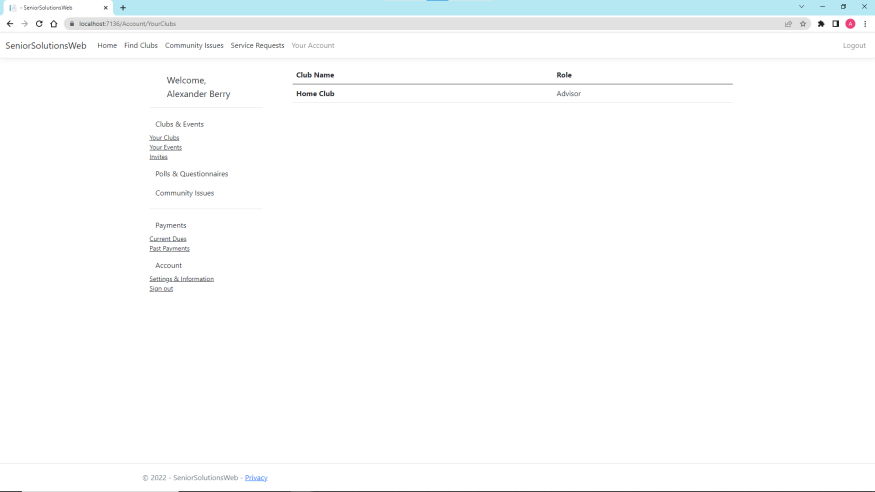 - SeniorSolutionsWeb
localhost:7136/Account/YourClubs
A
SeniorSolutionsWeb Home Find Clubs Community Issues Service Requests Your Account Logout
Welcome,
Alexander Berry
Club Name Role
Home Club Advisor
Clubs & Events
Your Clubs
Your Events
Invites
Polls & Questionnaires
Community Issues
Payments
Current Dues
Past Payments
Account
Settings & Information
Sign out
© 2022 - SeniorSolutionsWeb - Privacy